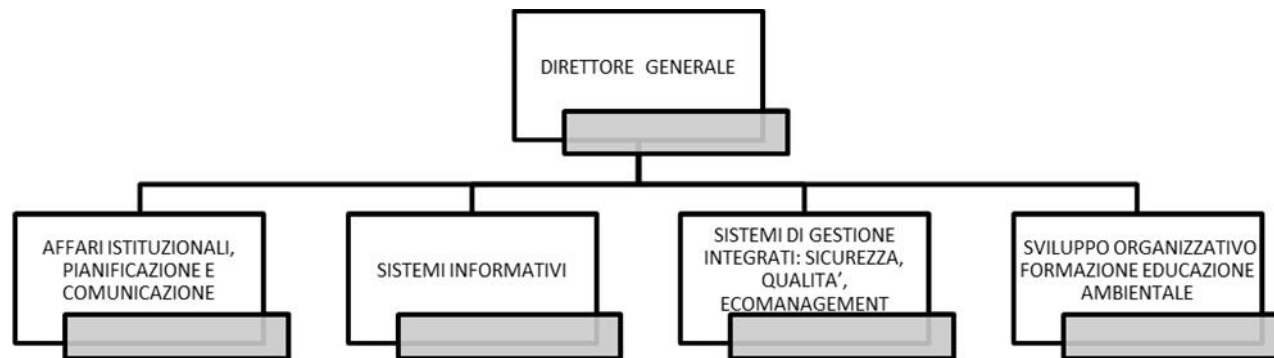 DIRETTORE GENERALE
AFFARI ISTITUZIONALI,
PIANIFICAZIONE E
COMUNICAZIONE
SISTEMI INFORMATIVI
SISTEMI DI GESTIONE
INTEGRATI: SICUREZZA,
QUALITA’,
ECOMANAGEMENT
SVILUPPO ORGANIZZATIVO
FORMAZIONE EDUCAZIONE
AMBIENTALE